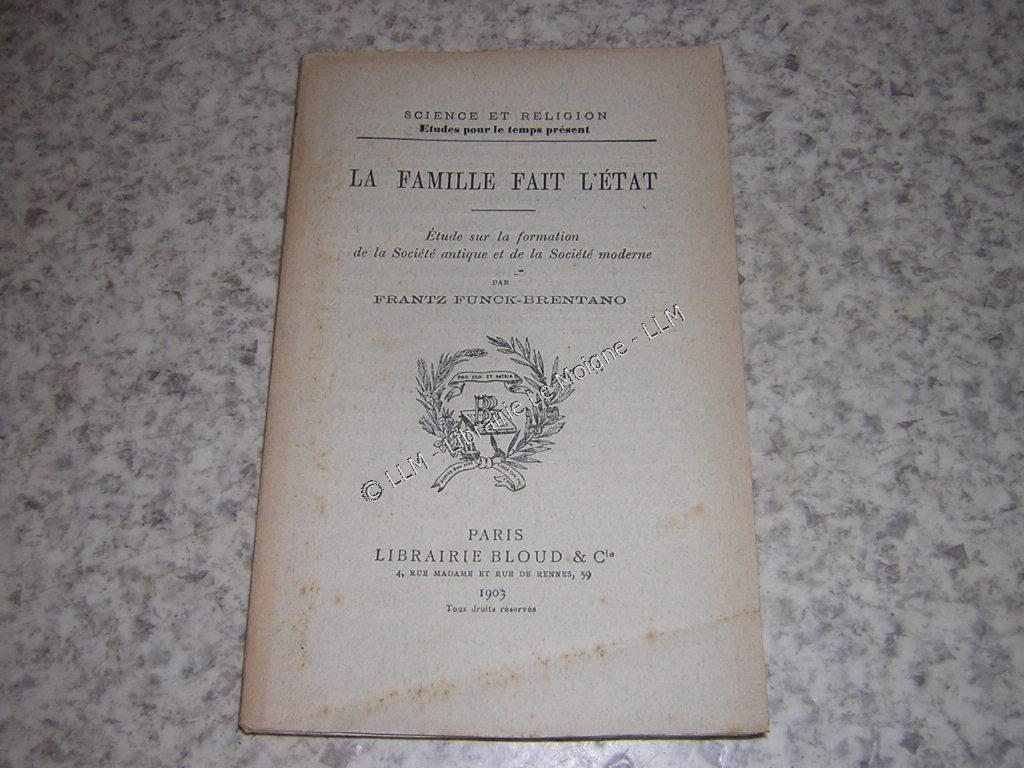 SCIENCE ET RELIGION
Etudes pour le temps présent
LA FAMILLE FAIT L'ÉTAT
Étude sur la formation
de la Société antique et de la Société moderne
PAR
FRANTZ FUNCK-BRENTANO
PRO DEO ET PATRIA
B
© LLM - Librairie Le Moigne - LLM
PARIS
LIBRAIRIE BLOUD & Cie
4, RUE MADAME ET RUE DE RENNES, 59
1903
Tous droits réservés